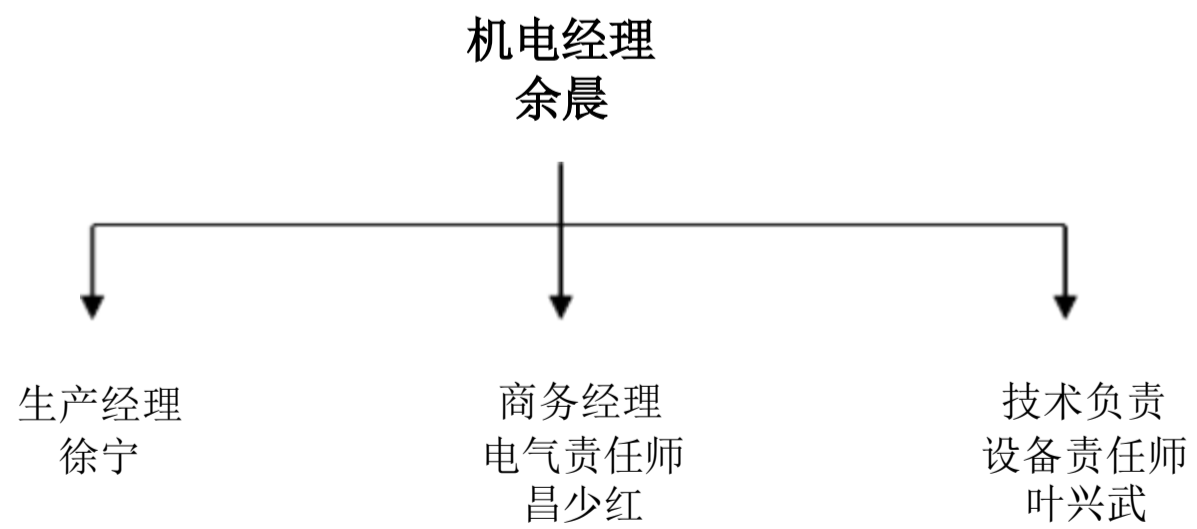 机电经理
余晨
生产经理
徐宁
商务经理
电气责任师
昌少红
技术负责
设备责任师
叶兴武